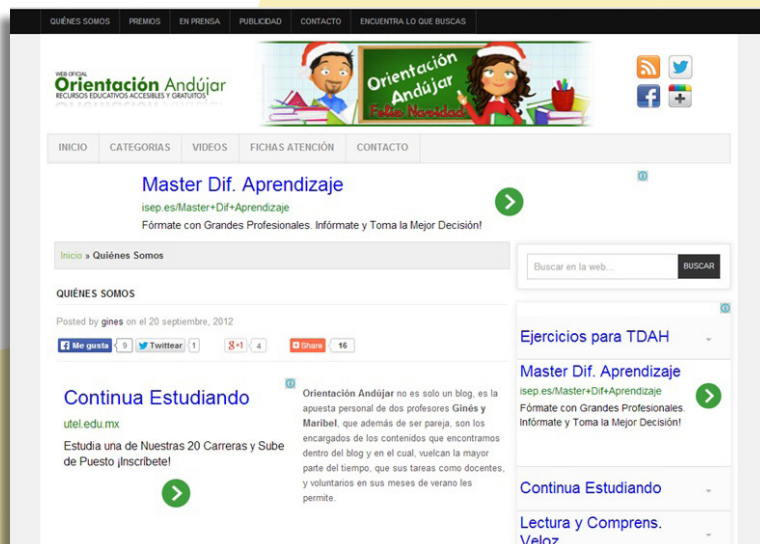 QUIÉNES SOMOS PREMIOS EN PRENSA PUBLICIDAD CONTACTO ENCUENTRA LO QUE BUSCAS
WEB OFICIAL
Orientación Andújar
RECURSOS EDUCATIVOS ACCESIBLES Y GRATUITOS
Orientación
Andújar
Feliz Navidad
INICIO CATEGORIAS VIDEOS FICHAS ATENCIÓN CONTACTO
Master Dif. Aprendizaje
isep.es/Master+Dif+Aprendizaje
Fórmate con Grandes Profesionales. Infórmate y Toma la Mejor Decisión!
Inicio » Quiénes Somos
QUIÉNES SOMOS
Posted by gines on el 20 septiembre, 2012
Me gusta 9 Twittear 1 g+1 4 Share 16
Continua Estudiando
utel.edu.mx
Estudia una de Nuestras 20 Carreras y Sube
de Puesto ¡Inscríbete!
Orientación Andújar no es solo un blog, es la
apuesta personal de dos profesores Ginés y
Maribel, que además de ser pareja, son los
encargados de los contenidos que encontramos
dentro del blog y en el cual, vuelcan la mayor
parte del tiempo, que sus tareas como docentes,
y voluntarios en sus meses de verano les
permite.
Buscar en la web... BUSCAR
Ejercicios para TDAH
Master Dif. Aprendizaje
isep.es/Master+Dif+Aprendizaje
Fórmate con Grandes Profesionales.
Infórmate y Toma la Mejor Decisión!
Continua Estudiando
Lectura y Comprens.
Veloz